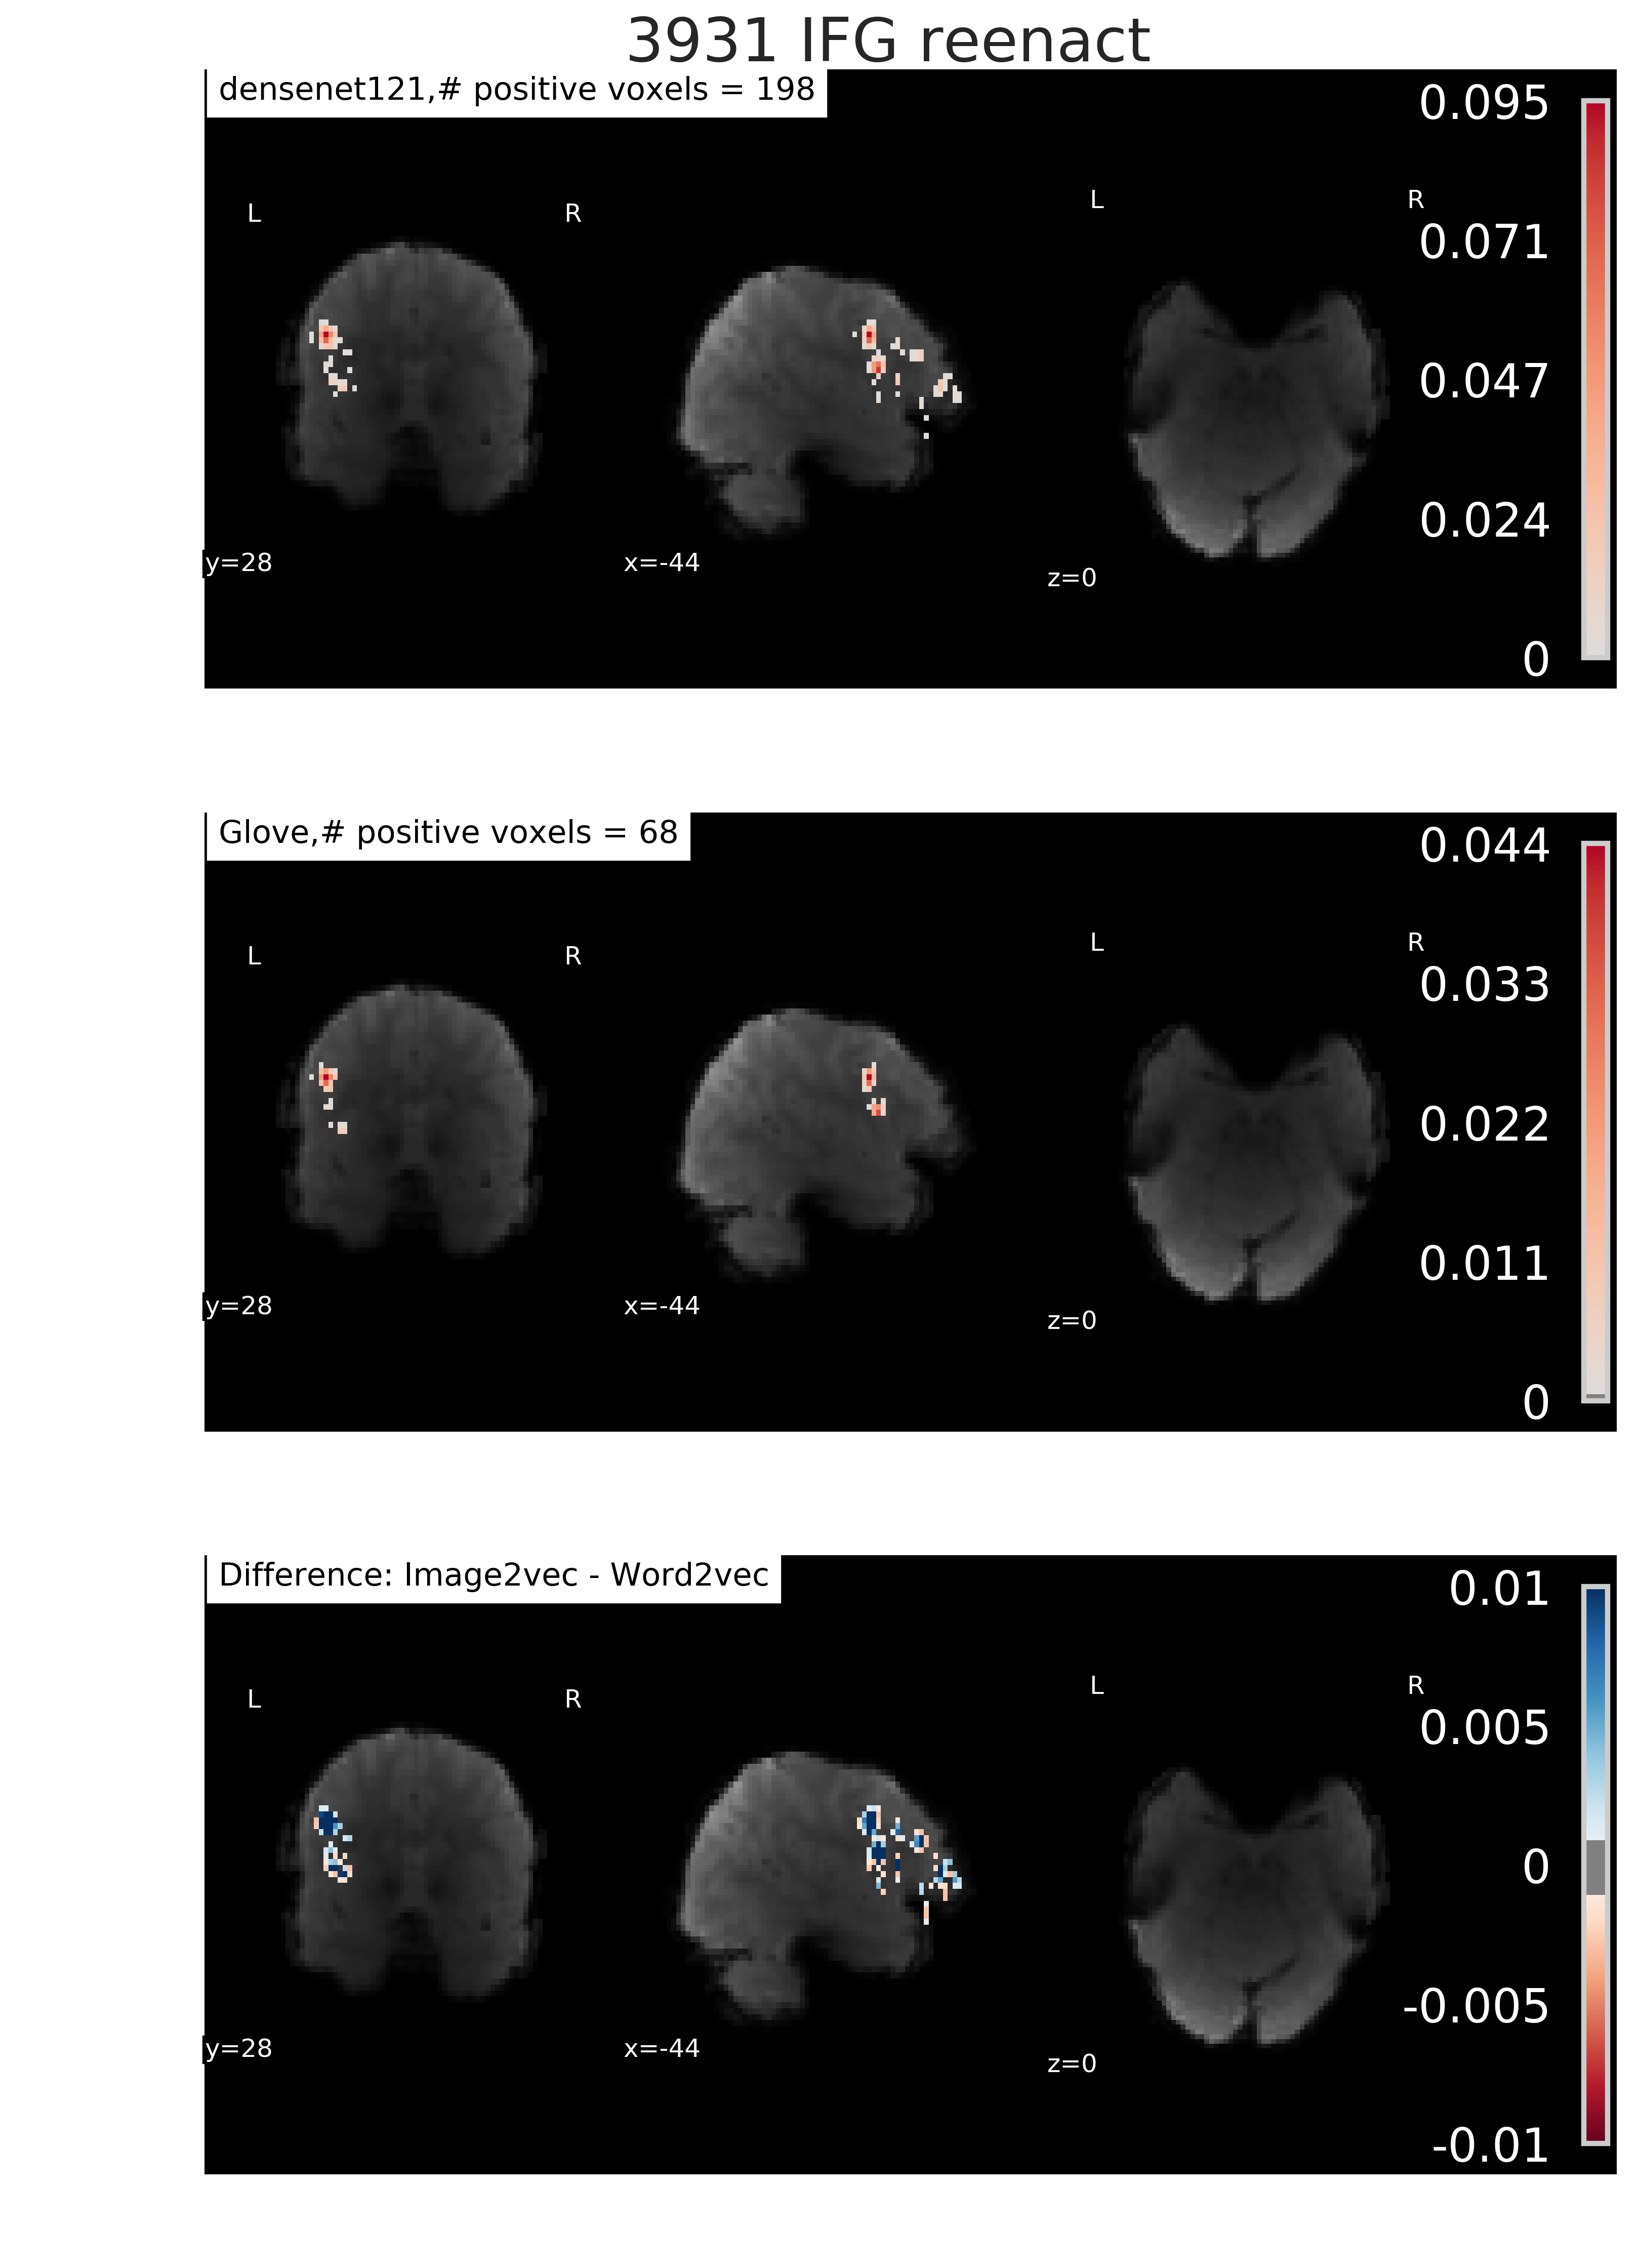 3931 IFG reenact
densenet121,# positive voxels = 198
0.095
L R L R
0.071
0.047
0.024
y=28 x=-44 z=0
0
Glove,# positive voxels = 68
0.044
L R L R
0.033
0.022
0.011
y=28 x=-44 z=0
0
Difference: Image2vec - Word2vec
0.01
L R L R
0.005
0
-0.005
y=28 x=-44 z=0
-0.01